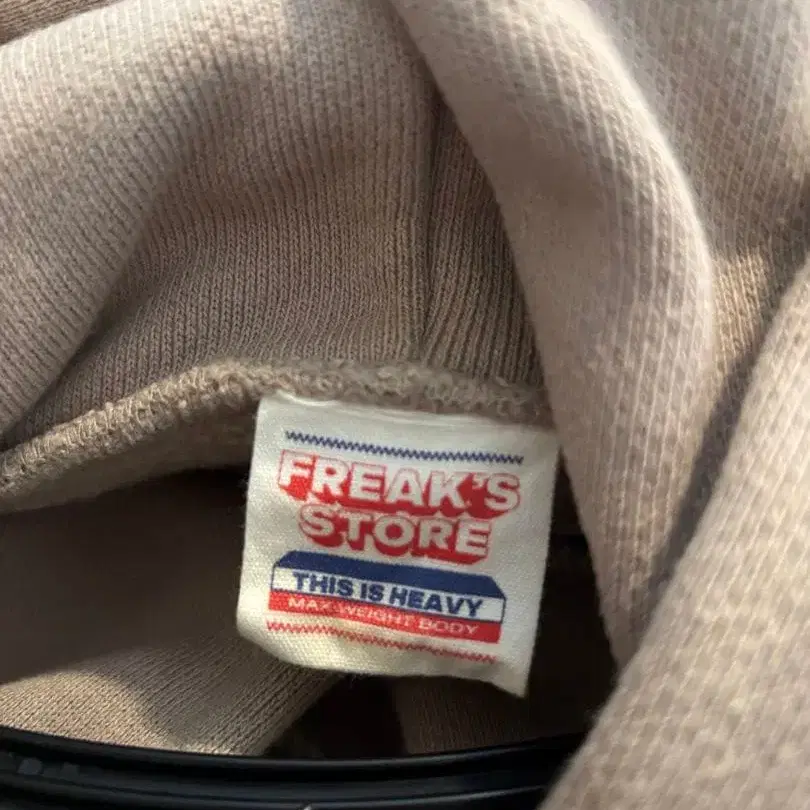 FREAK'S
STORE
THIS IS HEAVY
MAX WEIGHT BODY